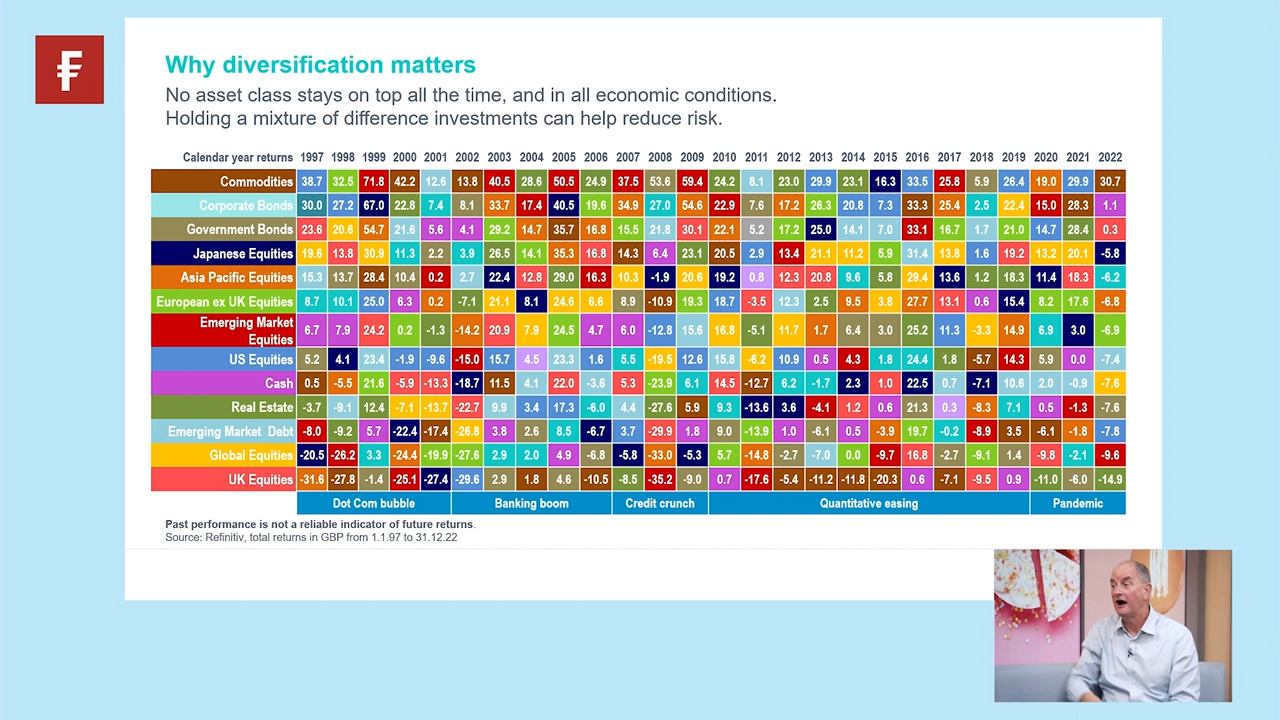 Why diversification matters
No asset class stays on top all the time, and in all economic conditions.
Holding a mixture of difference investments can help reduce risk.
Calendar year returns 1997 1998 1999 2000 2001 2002 2003 2004 2005 2006 2007 2008 2009 2010 2011 2012 2013 2014 2015 2016 2017 2018 2019 2020 2021 2022
Commodities 38.7 32.5 71.8 42.2 12.6 13.8 40.5 28.6 50.5 24.9 37.5 53.6 59.4 24.2 8.1 23.0 29.9 23.1 16.3 33.5 25.8 5.9 26.4 19.0 29.9 30.7
Corporate Bonds 30.0 27.2 67.0 22.8 7.4 8.1 33.7 17.4 40.5 19.6 34.9 27.0 54.6 22.9 7.6 17.2 26.3 20.8 7.3 33.3 25.4 2.5 22.4 15.0 28.3 1.1
Government Bonds 23.6 20.6 54.7 21.6 5.6 4.1 29.2 14.7 35.7 16.8 15.5 21.8 30.1 22.1 5.2 17.2 25.0 14.1 7.0 33.1 16.7 1.7 21.0 14.7 28.4 0.3
Japanese Equities 19.6 13.8 30.9 11.3 2.2 3.9 26.5 14.1 35.1 16.8 14.3 6.4 23.1 20.5 2.9 13.4 21.1 11.2 5.9 31.4 13.8 1.6 19.2 13.2 20.1 -5.8
Asia Pacific Equities 15.3 13.7 28.4 10.4 0.2 2.7 22.4 12.8 29.0 16.3 10.3 -1.9 20.6 19.2 0.8 12.3 20.8 9.6 5.8 29.4 13.6 1.2 18.3 11.4 18.3 -6.2
European ex UK Equities 8.7 10.1 25.0 6.3 0.2 -7.1 21.1 8.1 24.6 6.6 8.9 -10.9 19.3 18.7 -3.5 12.3 2.5 9.5 3.8 27.7 13.1 0.6 15.4 8.2 17.6 -6.8
Emerging Market
Equities 6.7 7.9 24.2 0.2 -1.3 -14.2 20.9 7.9 24.5 4.7 6.0 -12.8 15.6 16.8 -5.1 11.7 1.7 6.4 3.0 25.2 11.3 -3.3 14.9 6.9 3.0 -6.9
US Equities 5.2 4.1 23.4 -1.9 -9.6 -15.0 15.7 4.5 23.3 1.6 5.5 -19.5 12.6 15.8 -6.2 10.9 0.5 4.3 1.8 24.4 1.8 -5.7 14.3 5.9 0.0 -7.4
Cash 0.5 -5.5 21.6 -5.9 -13.3 -18.7 11.5 4.1 22.0 -3.6 5.3 -23.9 6.1 14.5 -12.7 6.2 -1.7 2.3 1.0 22.5 0.7 -7.1 10.6 2.0 -0.9 -7.6
Real Estate -3.7 -9.1 12.4 -7.1 -13.7 -22.7 9.9 3.4 17.3 -6.0 4.4 -27.6 5.9 9.3 -13.6 3.6 -4.1 1.2 0.6 21.3 0.3 -8.3 7.1 0.5 -1.3 -7.6
Emerging Market Debt -8.0 -9.2 5.7 -22.4 -17.4 -26.8 3.8 2.6 8.5 -6.7 3.7 -29.9 1.8 9.0 -13.9 1.0 -6.1 0.5 -3.9 19.7 -0.2 -8.9 3.5 -6.1 -1.8 -7.8
Global Equities -20.5 -26.2 3.3 -24.4 -19.9 -27.6 2.9 2.0 4.9 -6.8 -5.8 -33.0 -5.3 5.7 -14.8 -2.7 -7.0 0.0 -9.7 16.8 -2.7 -9.1 1.4 -9.8 -2.1 -9.6
UK Equities -31.6 -27.8 -1.4 -25.1 -27.4 -29.6 2.9 1.8 4.6 -10.5 -8.5 -35.2 -9.0 0.7 -17.6 -5.4 -11.2 -11.8 -20.3 0.6 -7.1 -9.5 0.9 -11.0 -6.0 -14.9
Dot Com bubble Banking boom Credit crunch Quantitative easing Pandemic
Past performance is not a reliable indicator of future returns.
Source: Refinitiv, total returns in GBP from 1.1.97 to 31.12.22